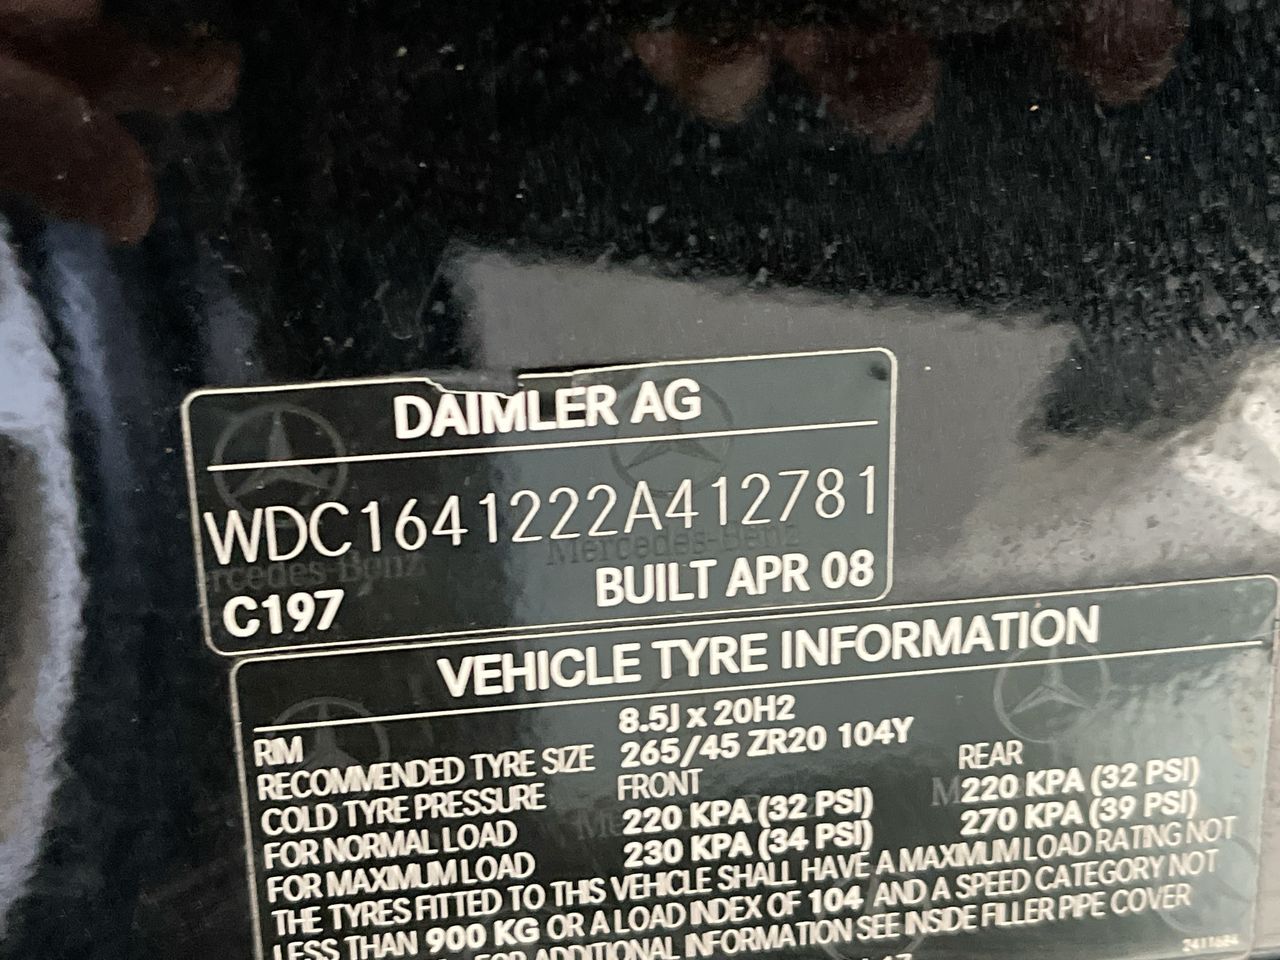 DAIMLER AG
WDC1641222A412781
C197 BUILT APR 08
VEHICLE TYRE INFORMATION
RIM 8.5J x 20H2
RECOMMENDED TYRE SIZE 265/45 ZR20 104Y
COLD TYRE PRESSURE FRONT REAR
FOR NORMAL LOAD 220 KPA (32 PSI) 220 KPA (32 PSI)
FOR MAXIMUM LOAD 230 KPA (34 PSI) 270 KPA (39 PSI)
THE TYRES FITTED TO THIS VEHICLE SHALL HAVE A MAXIMUM LOAD RATING NOT
LESS THAN 900 KG OR A LOAD INDEX OF 104 AND A SPEED CATEGORY NOT
FOR ADDITIONAL INFORMATION SEE INSIDE FILLER PIPE COVER
2411684